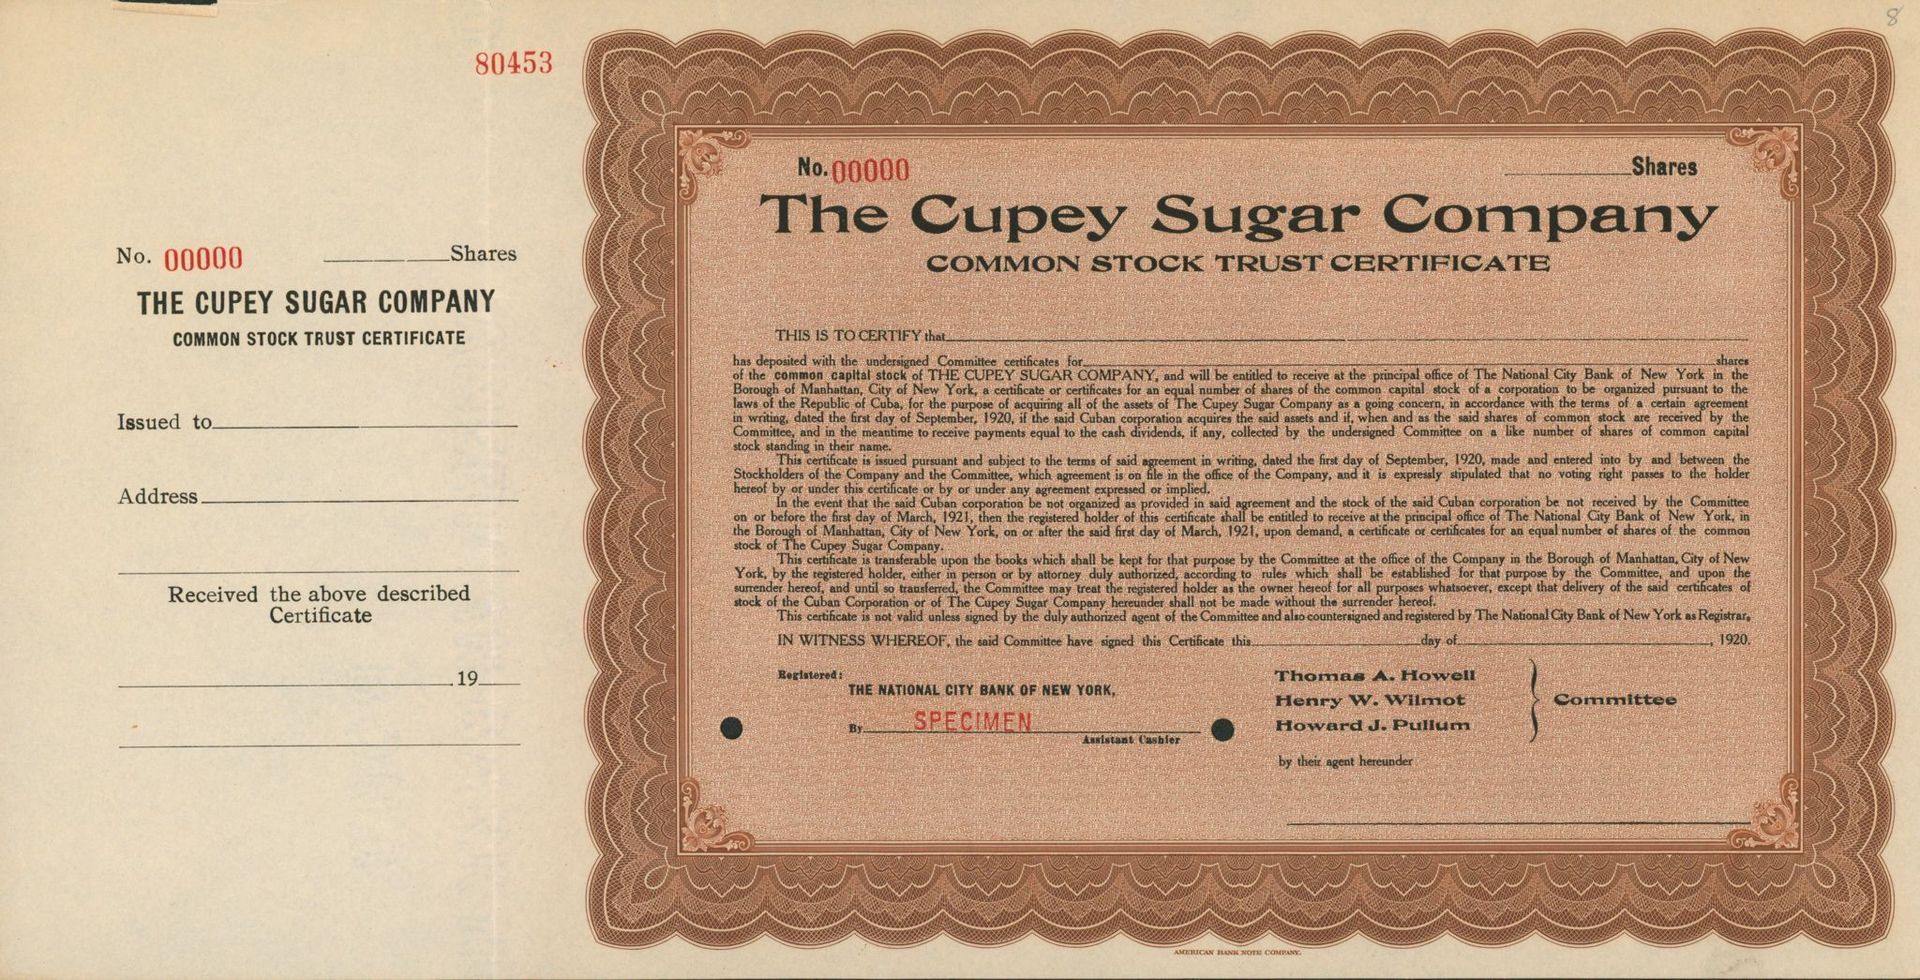 8
80453
No. 00000 Shares
THE CUPEY SUGAR COMPANY
COMMON STOCK TRUST CERTIFICATE
Issued to
Address
Received the above described
Certificate
19
No. 00000 Shares
The Cupey Sugar Company
COMMON STOCK TRUST CERTIFICATE
THIS IS TO CERTIFY that
has deposited with the undersigned Committee certificates for shares
of the common capital stock of THE CUPEY SUGAR COMPANY, and will be entitled to receive at the principal office of The National City Bank of New York in the
Borough of Manhattan, City of New York, a certificate or certificates for an equal number of shares of the common capital stock of a corporation to be organized pursuant to the
laws of the Republic of Cuba, for the purpose of acquiring all of the assets of The Cupey Sugar Company as a going concern, in accordance with the terms of a certain agreement
in writing, dated the first day of September, 1920, if the said Cuban corporation acquires the said assets and if, when and as the said shares of common stock are received by the
Committee, and in the meantime to receive payments equal to the cash dividends, if any, collected by the undersigned Committee on a like number of shares of common capital
stock standing in their name.
This certificate is issued pursuant and subject to the terms of said agreement in writing, dated the first day of September, 1920, made and entered into by and between the
Stockholders of the Company and the Committee, which agreement is on file in the office of the Company, and it is expressly stipulated that no voting right passes to the holder
hereof by or under this certificate or by or under any agreement expressed or implied.
In the event that the said Cuban corporation be not organized as provided in said agreement and the stock of the said Cuban corporation be not received by the Committee
on or before the first day of March, 1921, then the registered holder of this certificate shall be entitled to receive at the principal office of The National City Bank of New York, in
the Borough of Manhattan, City of New York, on or after the said first day of March, 1921, upon demand, a certificate or certificates for an equal number of shares of the common
stock of The Cupey Sugar Company.
This certificate is transferable upon the books which shall be kept for that purpose by the Committee at the office of the Company in the Borough of Manhattan, City of New
York, by the registered holder, either in person or by attorney duly authorized, according to rules which shall be established for that purpose by the Committee, and upon the
surrender hereof, and until so transferred, the Committee may treat the registered holder as the owner hereof for all purposes whatsoever, except that delivery of the said certificates of
stock of the Cuban Corporation or of The Cupey Sugar Company hereunder shall not be made without the surrender hereof.
This certificate is not valid unless signed by the duly authorized agent of the Committee and also countersigned and registered by The National City Bank of New York as Registrar.
IN WITNESS WHEREOF, the said Committee have signed this Certificate this day of , 1920.
Registered:
THE NATIONAL CITY BANK OF NEW YORK,
By SPECIMEN
Assistant Cashier
Thomas A. Howell
Henry W. Wilmot
Howard J. Pullum
Committee
by their agent hereunder
AMERICAN BANK NOTE COMPANY.